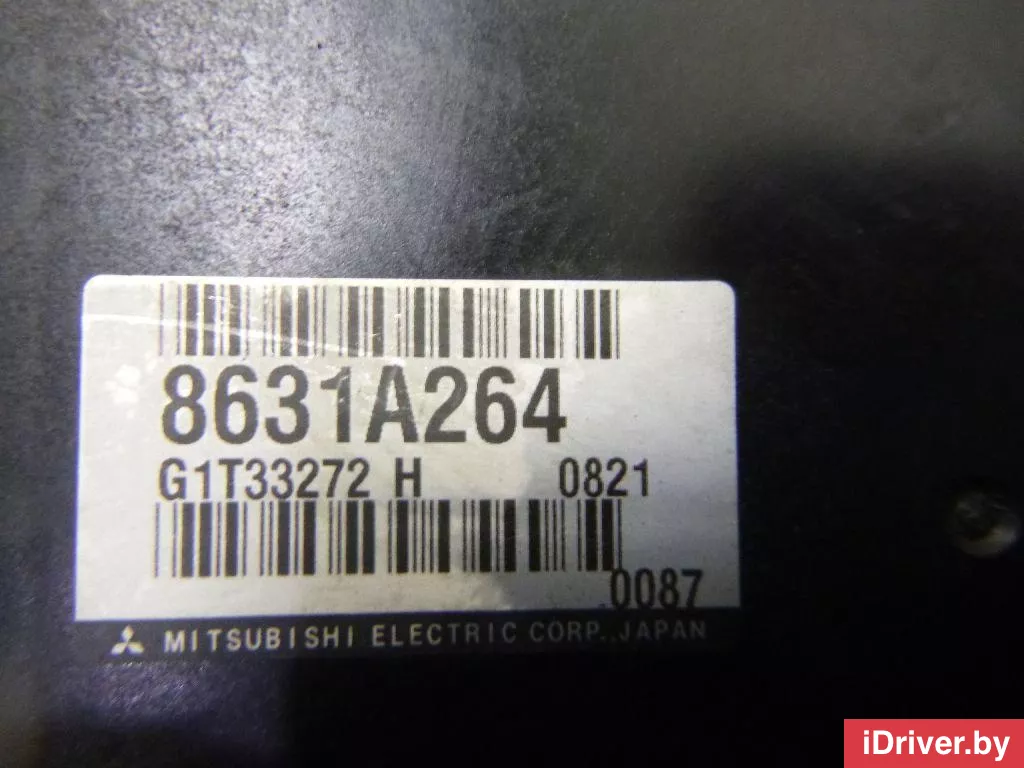 8631A264
G1T33272 H 0821
0087
MITSUBISHI ELECTRIC CORP., JAPAN
iDriver.by